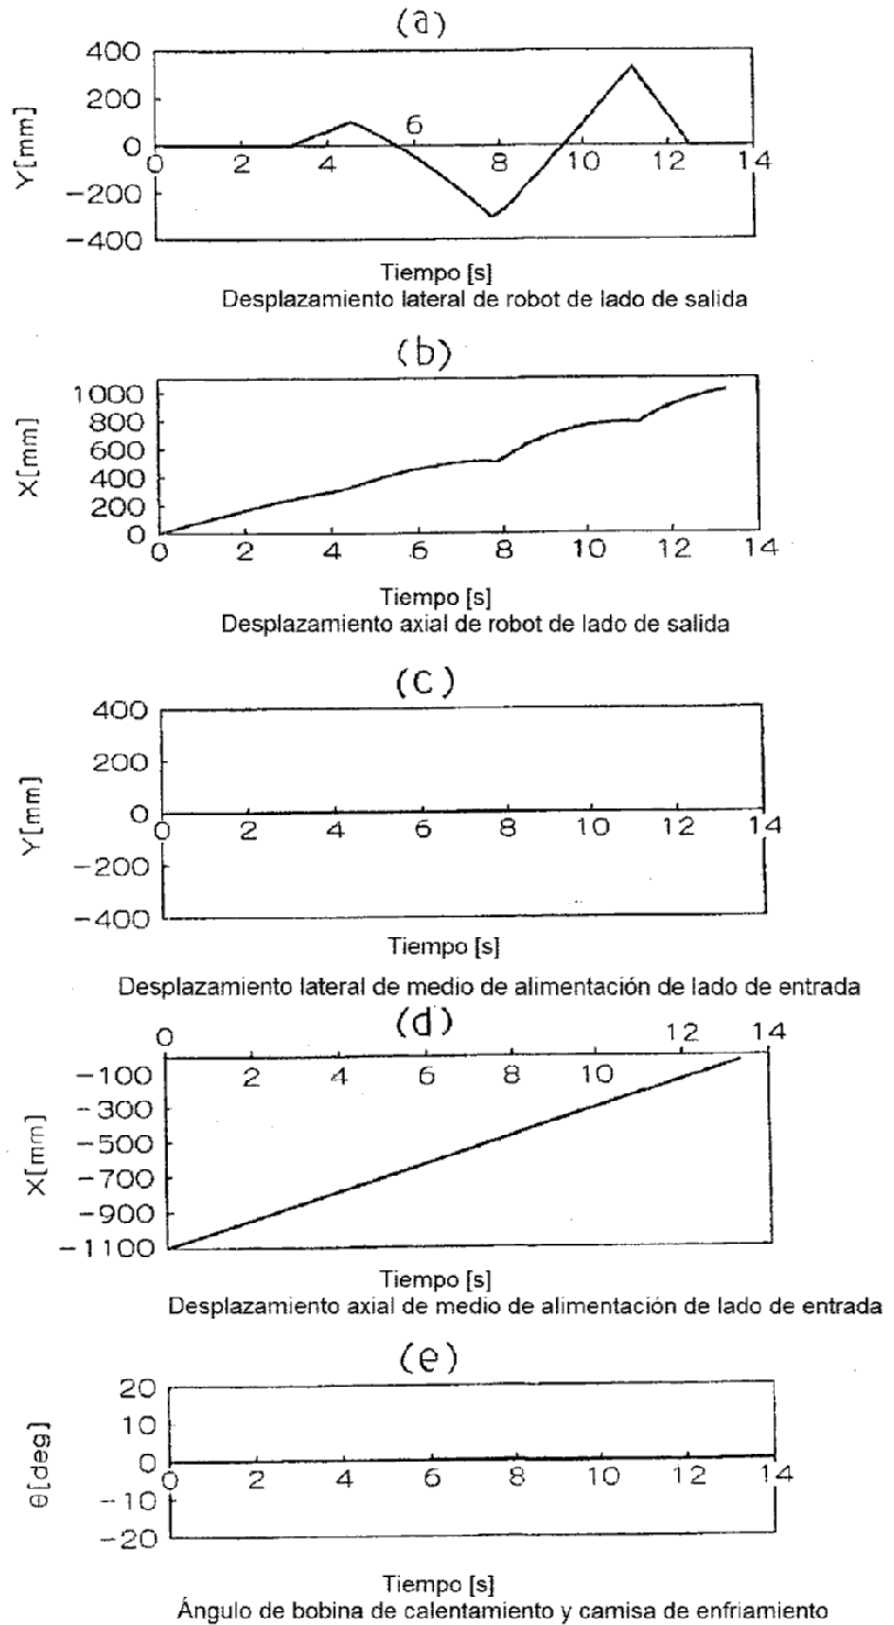 (a)
400
200
6
0
0 2 4 8 10 12 14
-200
-400
Y[mm]
Tiempo [s]
Desplazamiento lateral de robot de lado de salida
(b)
1000
800
600
400
200
0
0 2 4 6 8 10 12 14
X[mm]
Tiempo [s]
Desplazamiento axial de robot de lado de salida
(c)
400
200
0
0 2 4 6 8 10 12 14
-200
-400
Y[mm]
Tiempo [s]
Desplazamiento lateral de medio de alimentación de lado de entrada
(d)
0 12 14
2 4 6 8 10
-100
-300
-500
-700
-900
-1100
X[mm]
Tiempo [s]
Desplazamiento axial de medio de alimentación de lado de entrada
(e)
20
10
0
0 2 4 6 8 10 12 14
-10
-20
θ[deg]
Tiempo [s]
Ángulo de bobina de calentamiento y camisa de enfriamiento